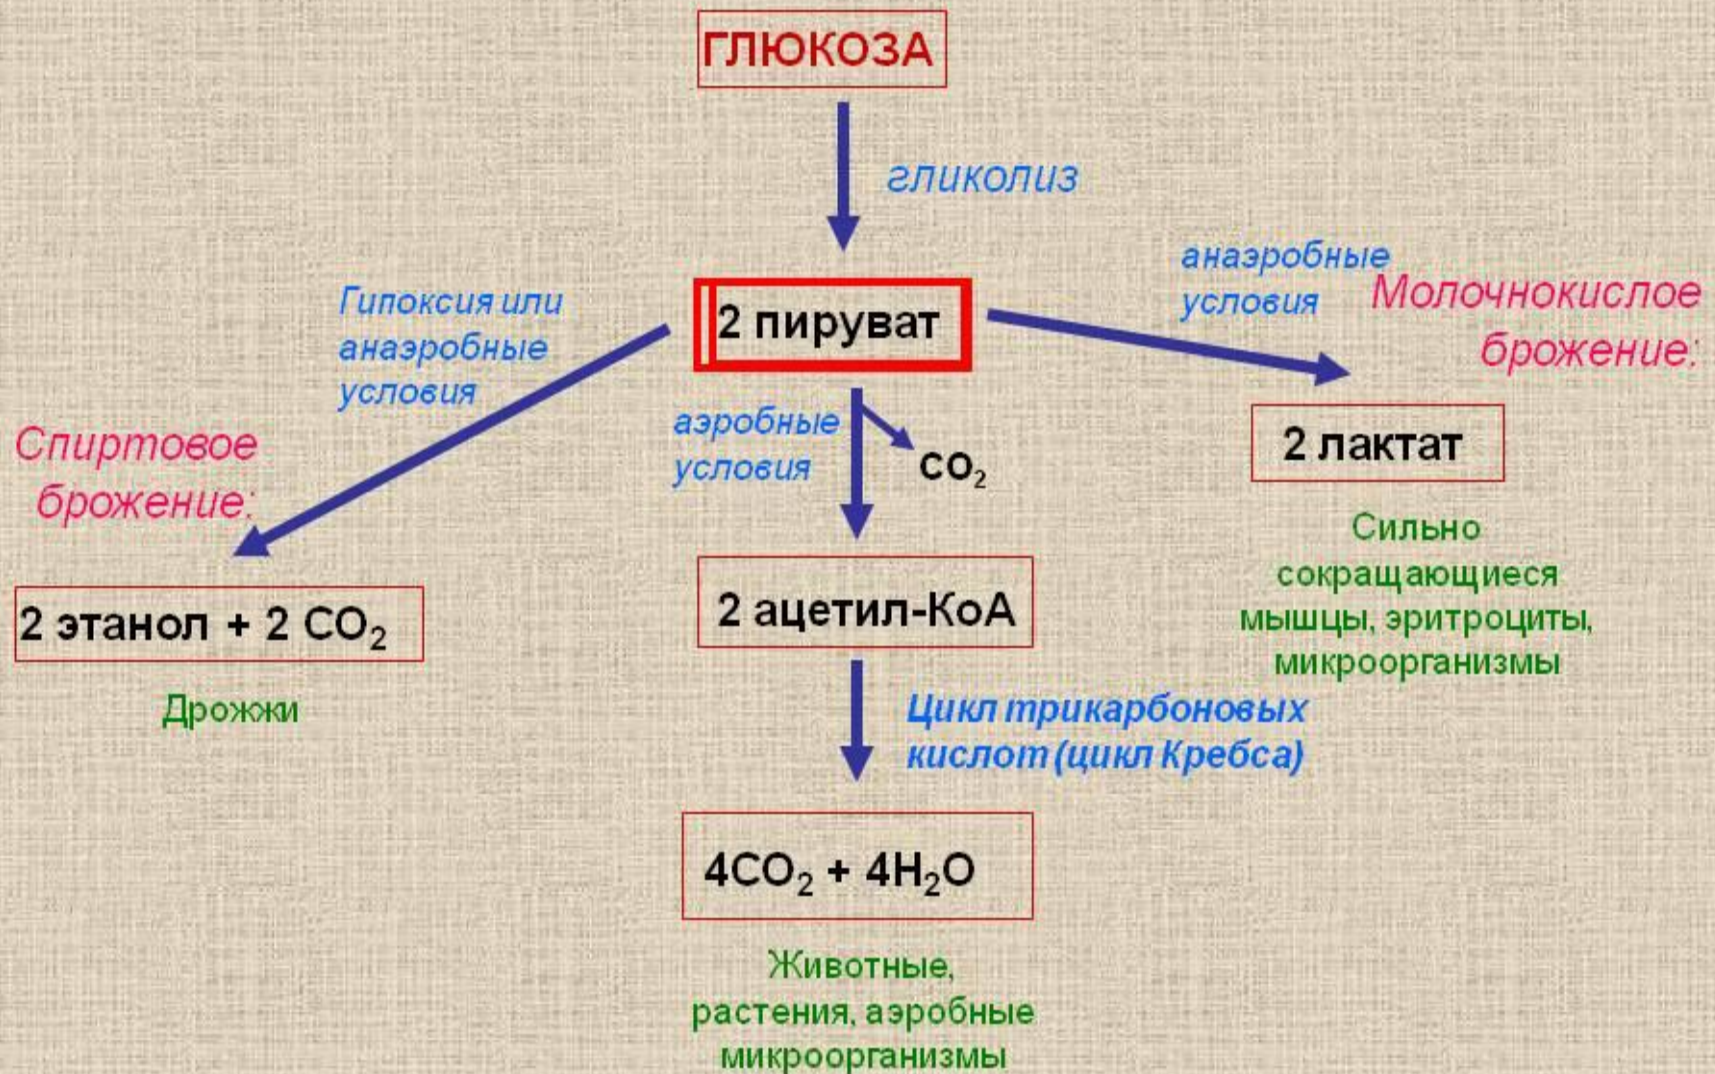 ГЛЮКОЗА
гликолиз
2 пируват
Гипоксия или
анаэробные
условия
Спиртовое
брожение:
2 этанол + 2 CO₂
Дрожжи
аэробные
условия
CO₂
2 ацетил-КоА
Цикл трикарбоновых
кислот (цикл Кребса)
4CO₂ + 4H₂O
Животные,
растения, аэробные
микроорганизмы
анаэробные
условия
Молочнокислое
брожение:
2 лактат
Сильно
сокращающиеся
мышцы, эритроциты,
микроорганизмы